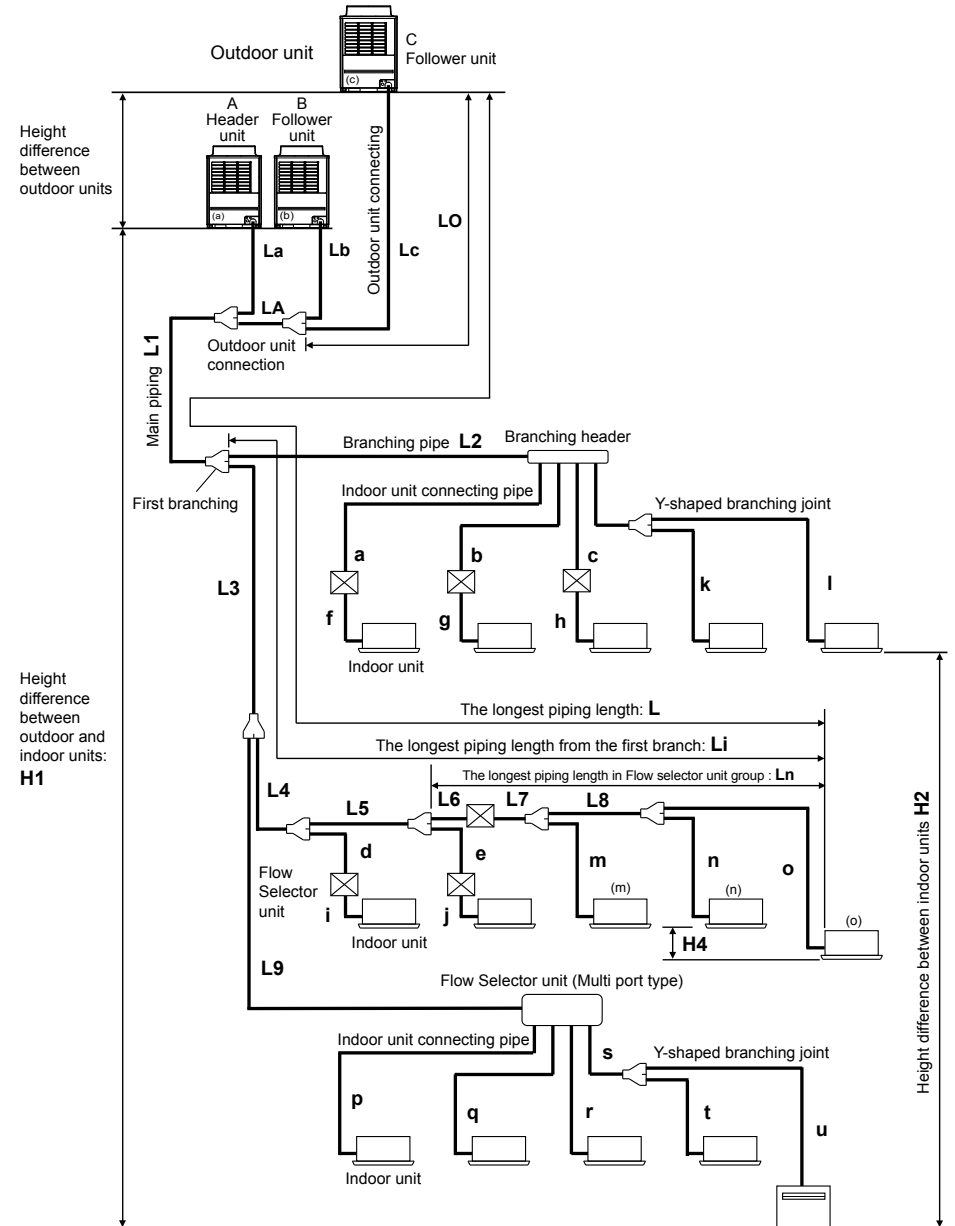 Outdoor unit
C
Follower unit
(c)
Height
difference
between
outdoor units
A
Header
unit
B
Follower
unit
(a)
(b)
Outdoor unit connecting
LO
La
Lb
Lc
LA
Outdoor unit
connection
Main piping L1
First branching
Branching pipe L2
Branching header
Indoor unit connecting pipe
Y-shaped branching joint
a
b
c
k
l
f
g
h
Indoor unit
L3
Height
difference
between
outdoor and
indoor units:
H1
The longest piping length: L
The longest piping length from the first branch: Li
The longest piping length in Flow selector unit group : Ln
L4
L5
L6
L7
L8
d
e
m
n
o
Flow
Selector
unit
i
j
(m)
(n)
(o)
Indoor unit
H4
Height difference between indoor units H2
L9
Flow Selector unit (Multi port type)
Indoor unit connecting pipe
s
Y-shaped branching joint
p
q
r
t
u
Indoor unit